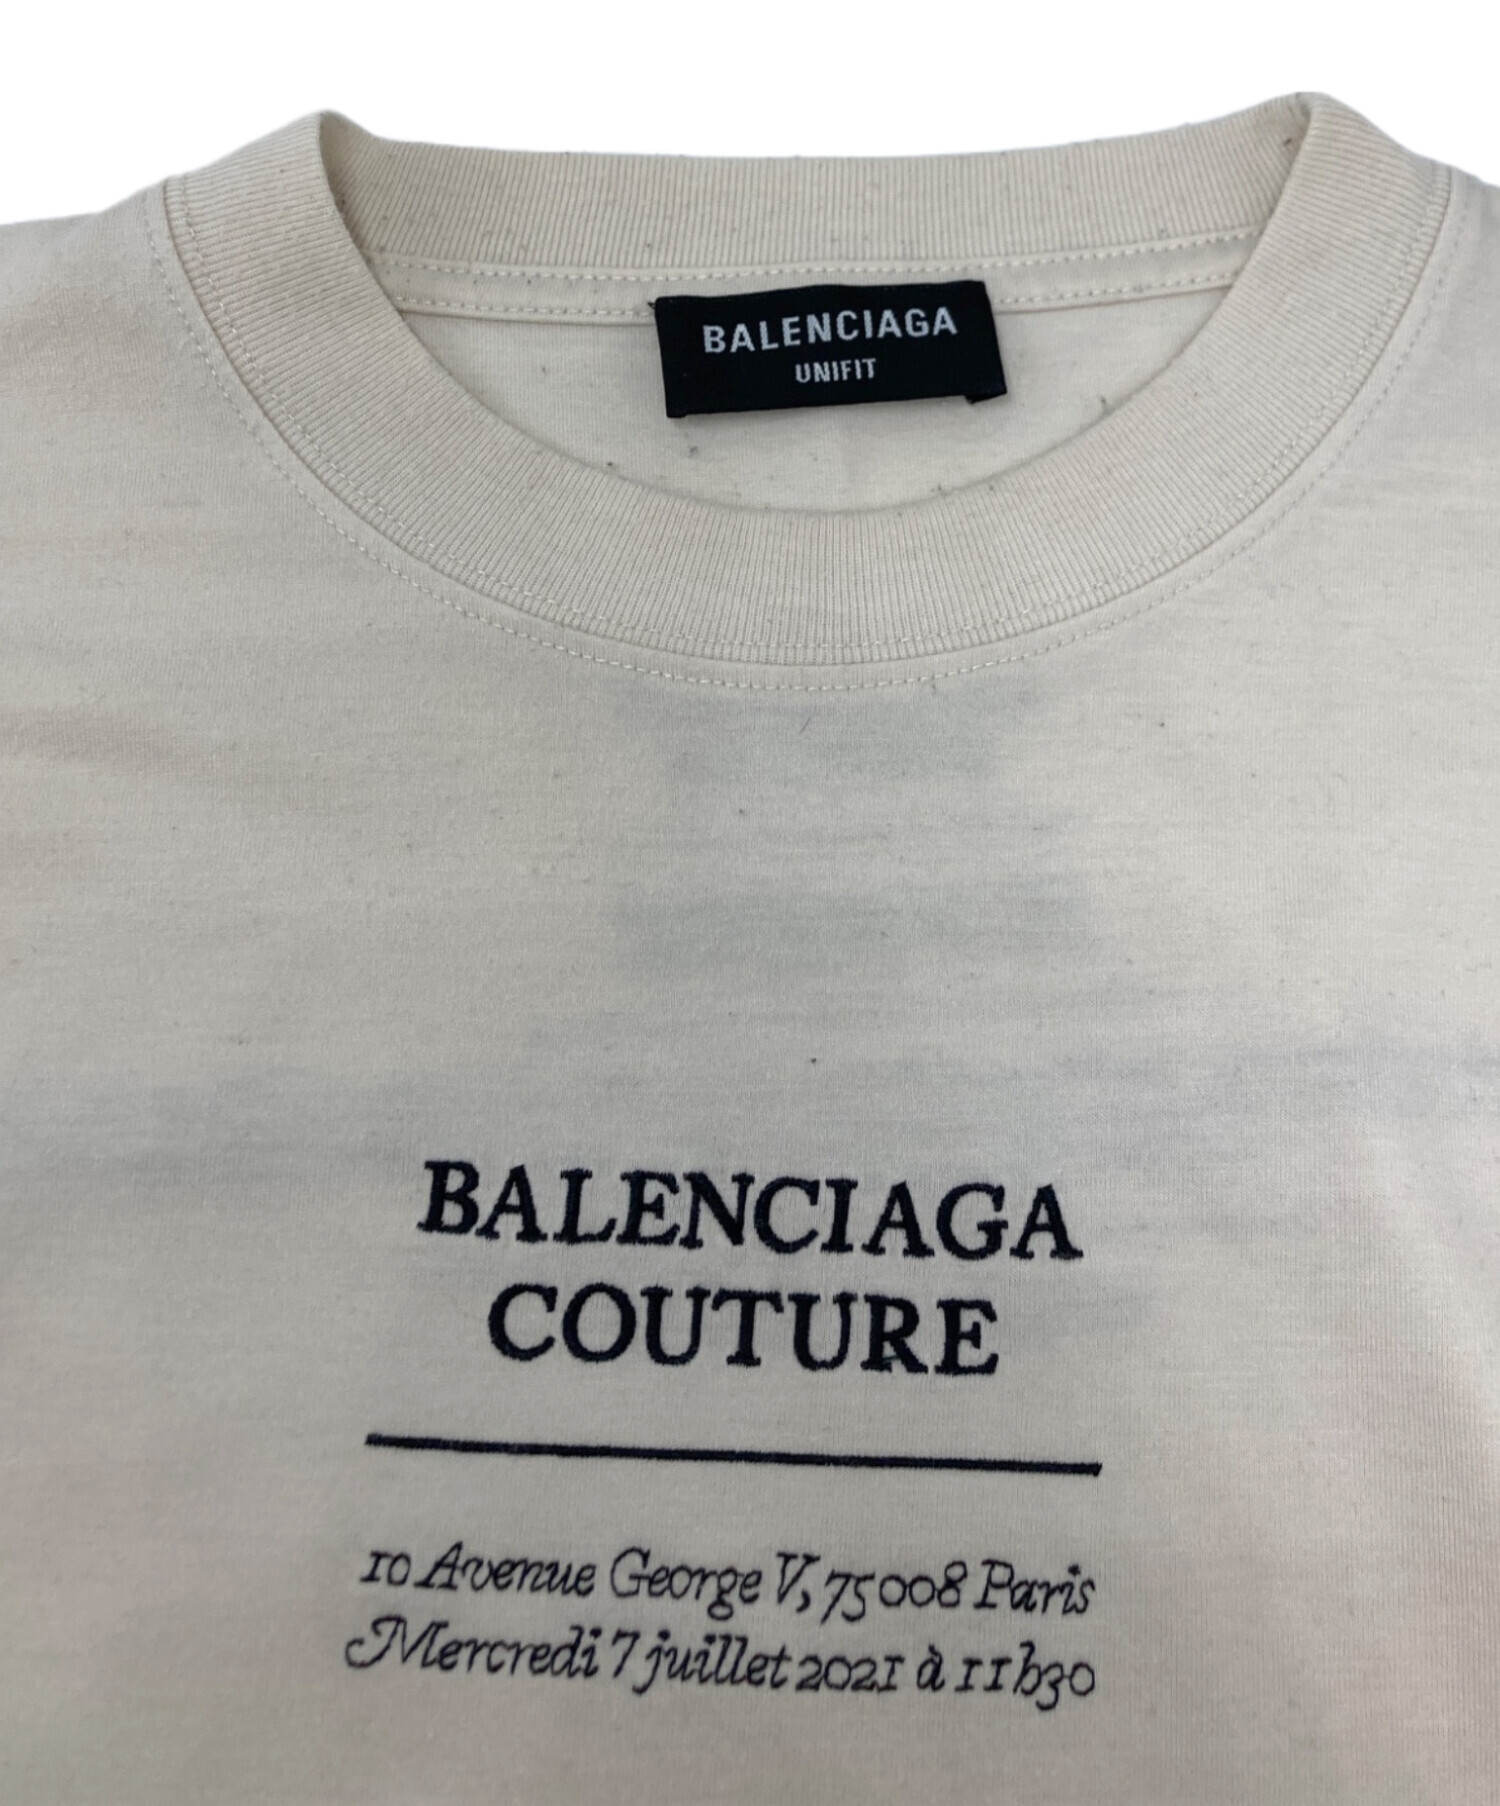 BALENCIAGA
UNIFIT
BALENCIAGA
COUTURE
10 Avenue George V, 75008 Paris
Mercredi 7 juillet 2021 à 11h30